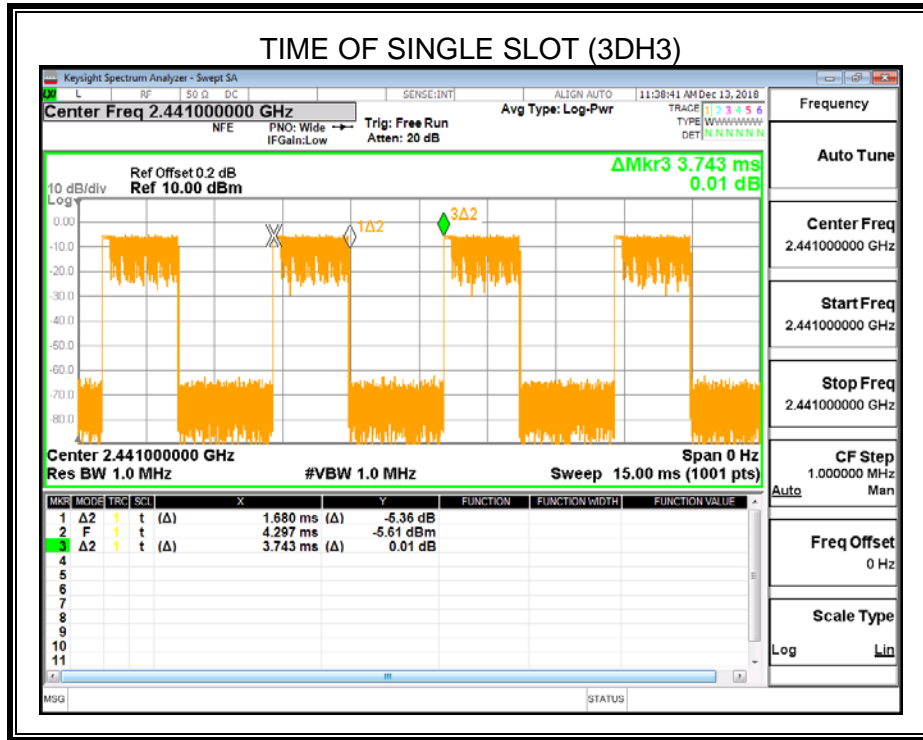 TIME OF SINGLE SLOT (3DH3)
Keysight Spectrum Analyzer - Swept SA
LXI L RF 50 Ω DC SENSE:INT ALIGN AUTO 11:38:41 AM Dec 13, 2018
Center Freq 2.441000000 GHz
NFE PNO: Wide Trig: Free Run Avg Type: Log-Pwr TRACE 1 2 3 4 5 6
IFGain:Low Atten: 20 dB TYPE WWWWWWW
DET N N N N N N
Ref Offset 0.2 dB ΔMkr3 3.743 ms
10 dB/div Ref 10.00 dBm 0.01 dB
Log
0.00
-10.0
-20.0
-30.0
-40.0
-50.0
-60.0
-70.0
-80.0
1Δ2
3Δ2
Center 2.441000000 GHz Span 0 Hz
Res BW 1.0 MHz #VBW 1.0 MHz Sweep 15.00 ms (1001 pts)
MKR MODE TRC SCL X Y FUNCTION FUNCTION WIDTH FUNCTION VALUE
1 Δ2 1 t (Δ) 1.680 ms (Δ) -5.36 dB
2 F 1 t 4.297 ms -5.61 dBm
3 Δ2 1 t (Δ) 3.743 ms (Δ) 0.01 dB
4
5
6
7
8
9
10
11
MSG STATUS
Frequency
Auto Tune
Center Freq
2.441000000 GHz
Start Freq
2.441000000 GHz
Stop Freq
2.441000000 GHz
CF Step
1.000000 MHz
Auto Man
Freq Offset
0 Hz
Scale Type
Log Lin